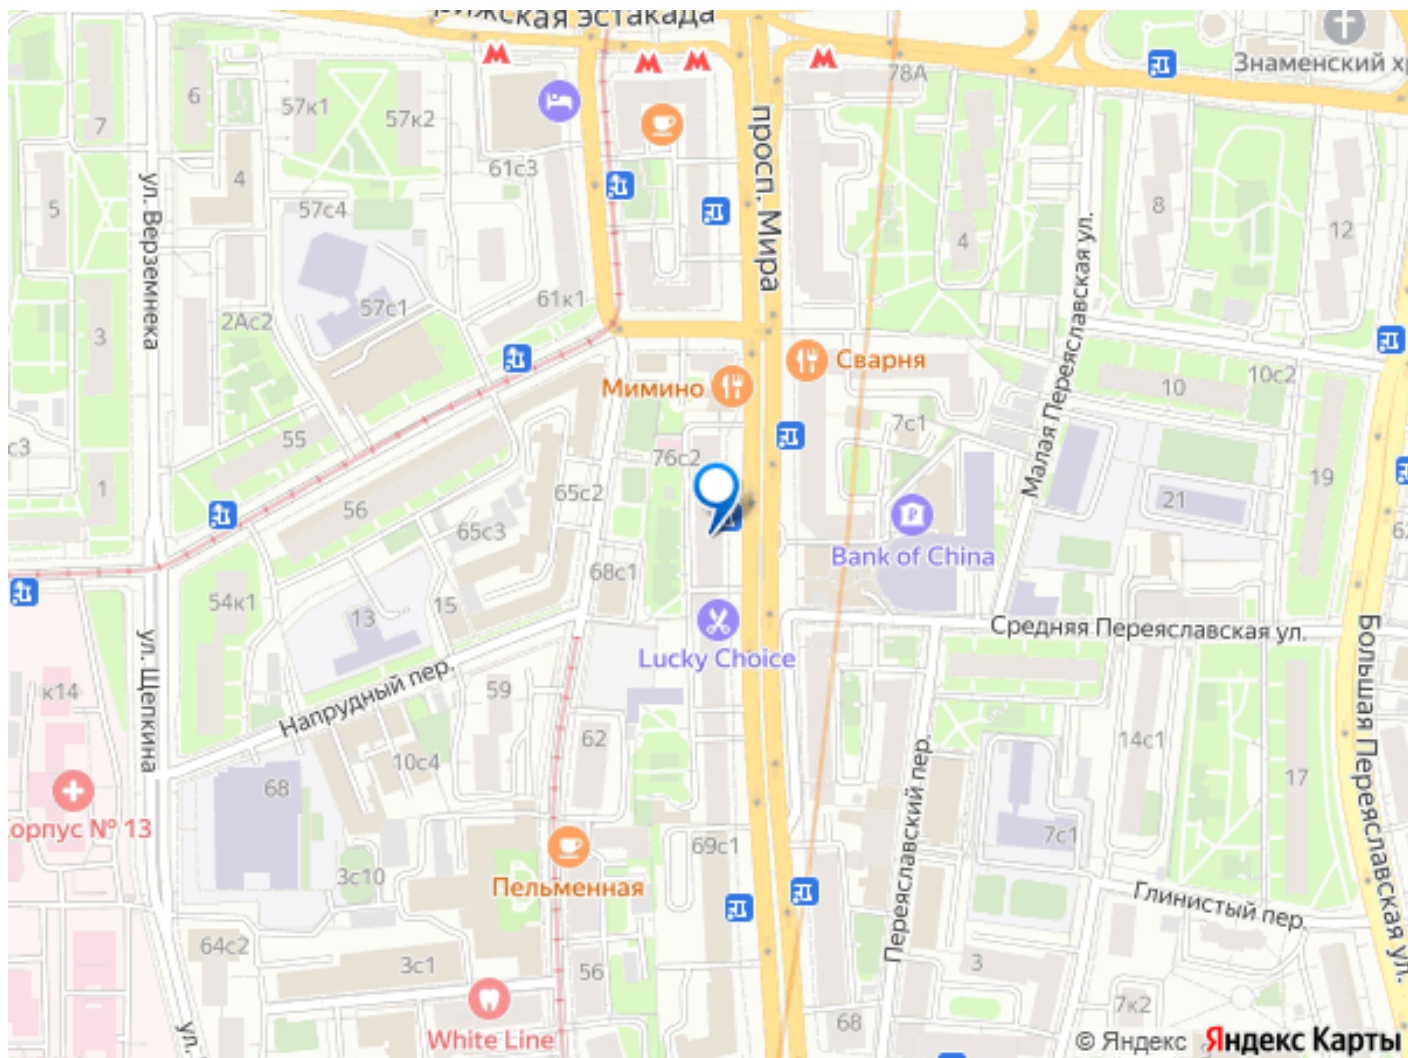 рижская эстакада
Знаменский хр
78А
6
57к1
57к2
7
61с3
4
ул. Верземнека
просп. Мира
57с4
5
8
12
4
Малая Переяславская ул.
61к1
57с1
2Ас2
3
Сварня
Мимино
10
10с2
7с1
с3
55
76с2
1
65с2
19
21
56
65с3
Bank of China
68с1
54к1
15
13
Средняя Переяславская ул.
Lucky Choice
ул. Щепкина
Напрудный пер.
Большая Переяславская ул.
к14
59
62
14с1
10с4
68
17
Переяславский пер.
орпус № 13
7с1
69с1
3с10
Пельменная
Глинистый пер.
64с2
3с1
56
3
7к2
68
White Line
ул.
© Яндекс Яндекс Карты